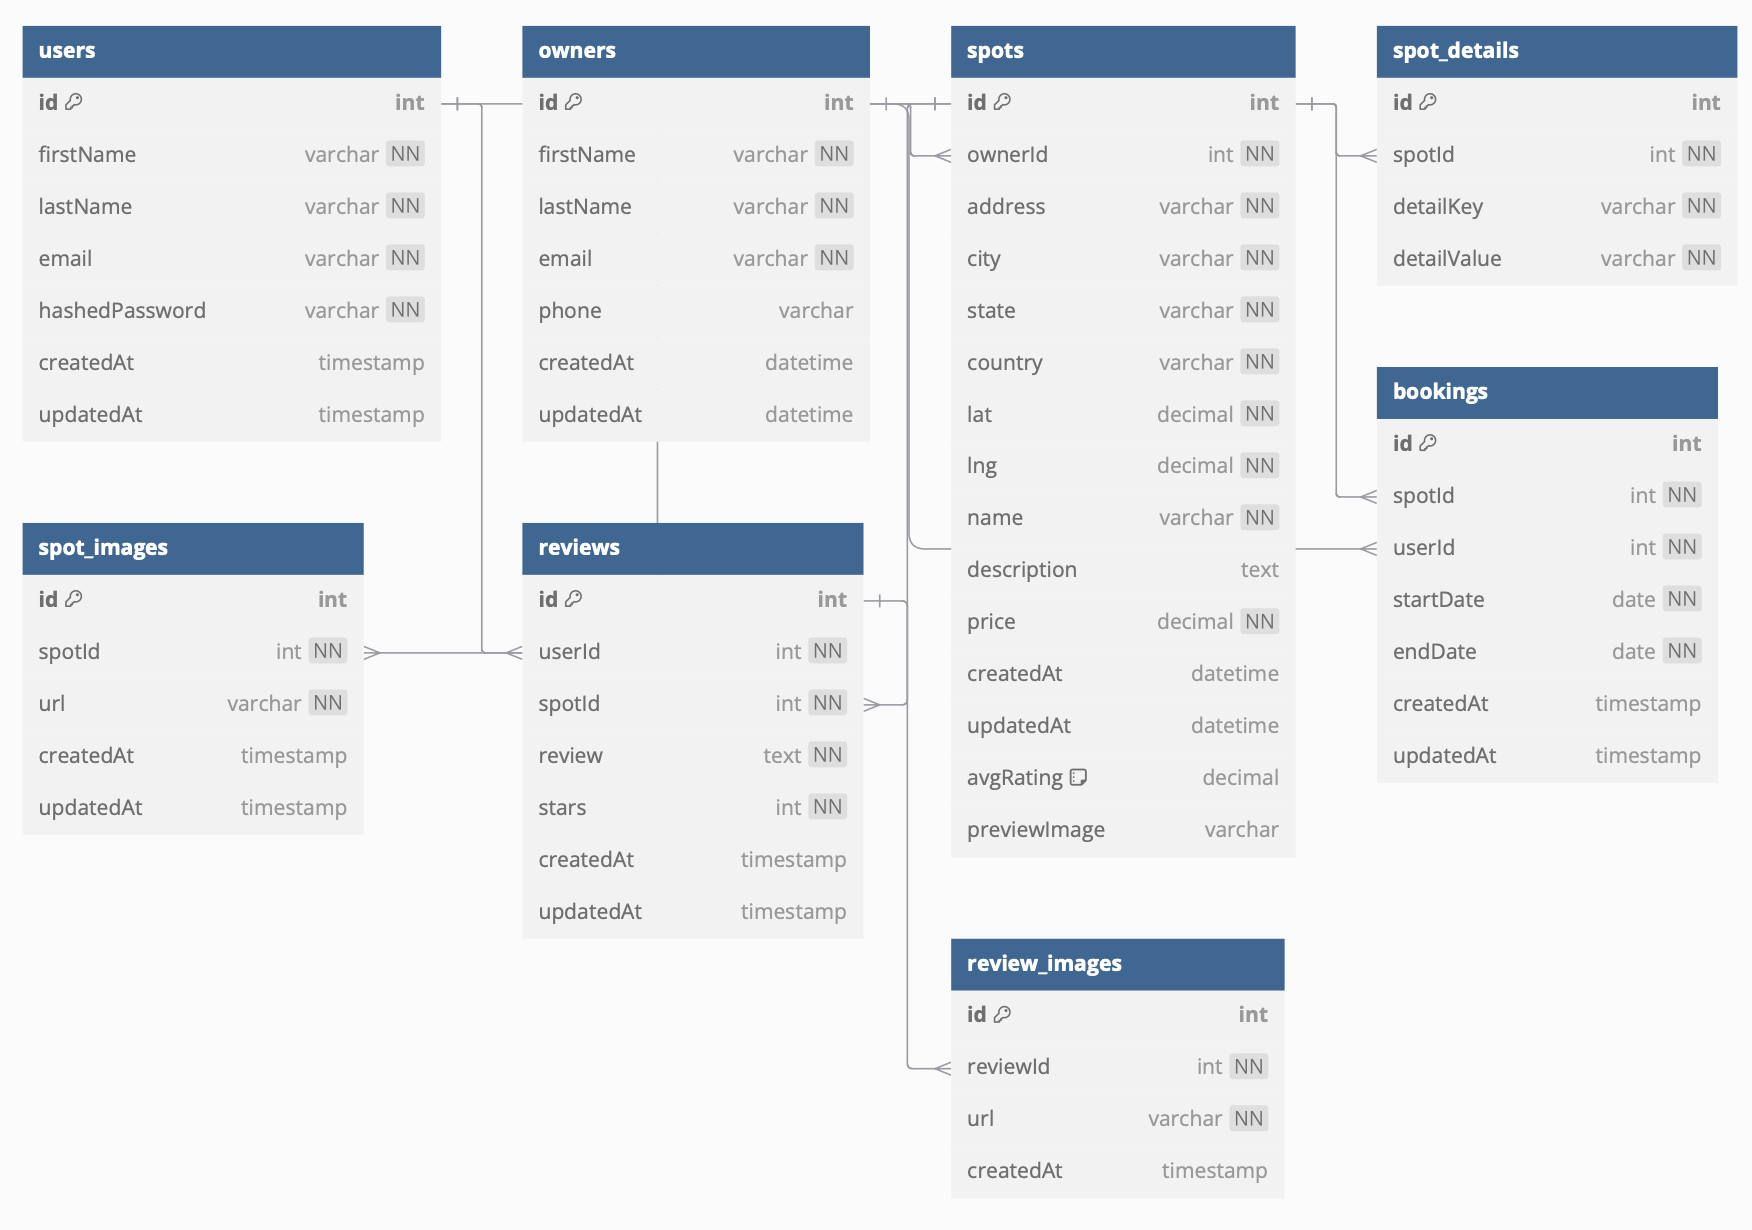 users
id int
firstName varchar NN
lastName varchar NN
email varchar NN
hashedPassword varchar NN
createdAt timestamp
updatedAt timestamp
owners
id int
firstName varchar NN
lastName varchar NN
email varchar NN
phone varchar
createdAt datetime
updatedAt datetime
spots
id int
ownerId int NN
address varchar NN
city varchar NN
state varchar NN
country varchar NN
lat decimal NN
lng decimal NN
name varchar NN
description text
price decimal NN
createdAt datetime
updatedAt datetime
avgRating decimal
previewImage varchar
spot_details
id int
spotId int NN
detailKey varchar NN
detailValue varchar NN
bookings
id int
spotId int NN
userId int NN
startDate date NN
endDate date NN
createdAt timestamp
updatedAt timestamp
spot_images
id int
spotId int NN
url varchar NN
createdAt timestamp
updatedAt timestamp
reviews
id int
userId int NN
spotId int NN
review text NN
stars int NN
createdAt timestamp
updatedAt timestamp
review_images
id int
reviewId int NN
url varchar NN
createdAt timestamp